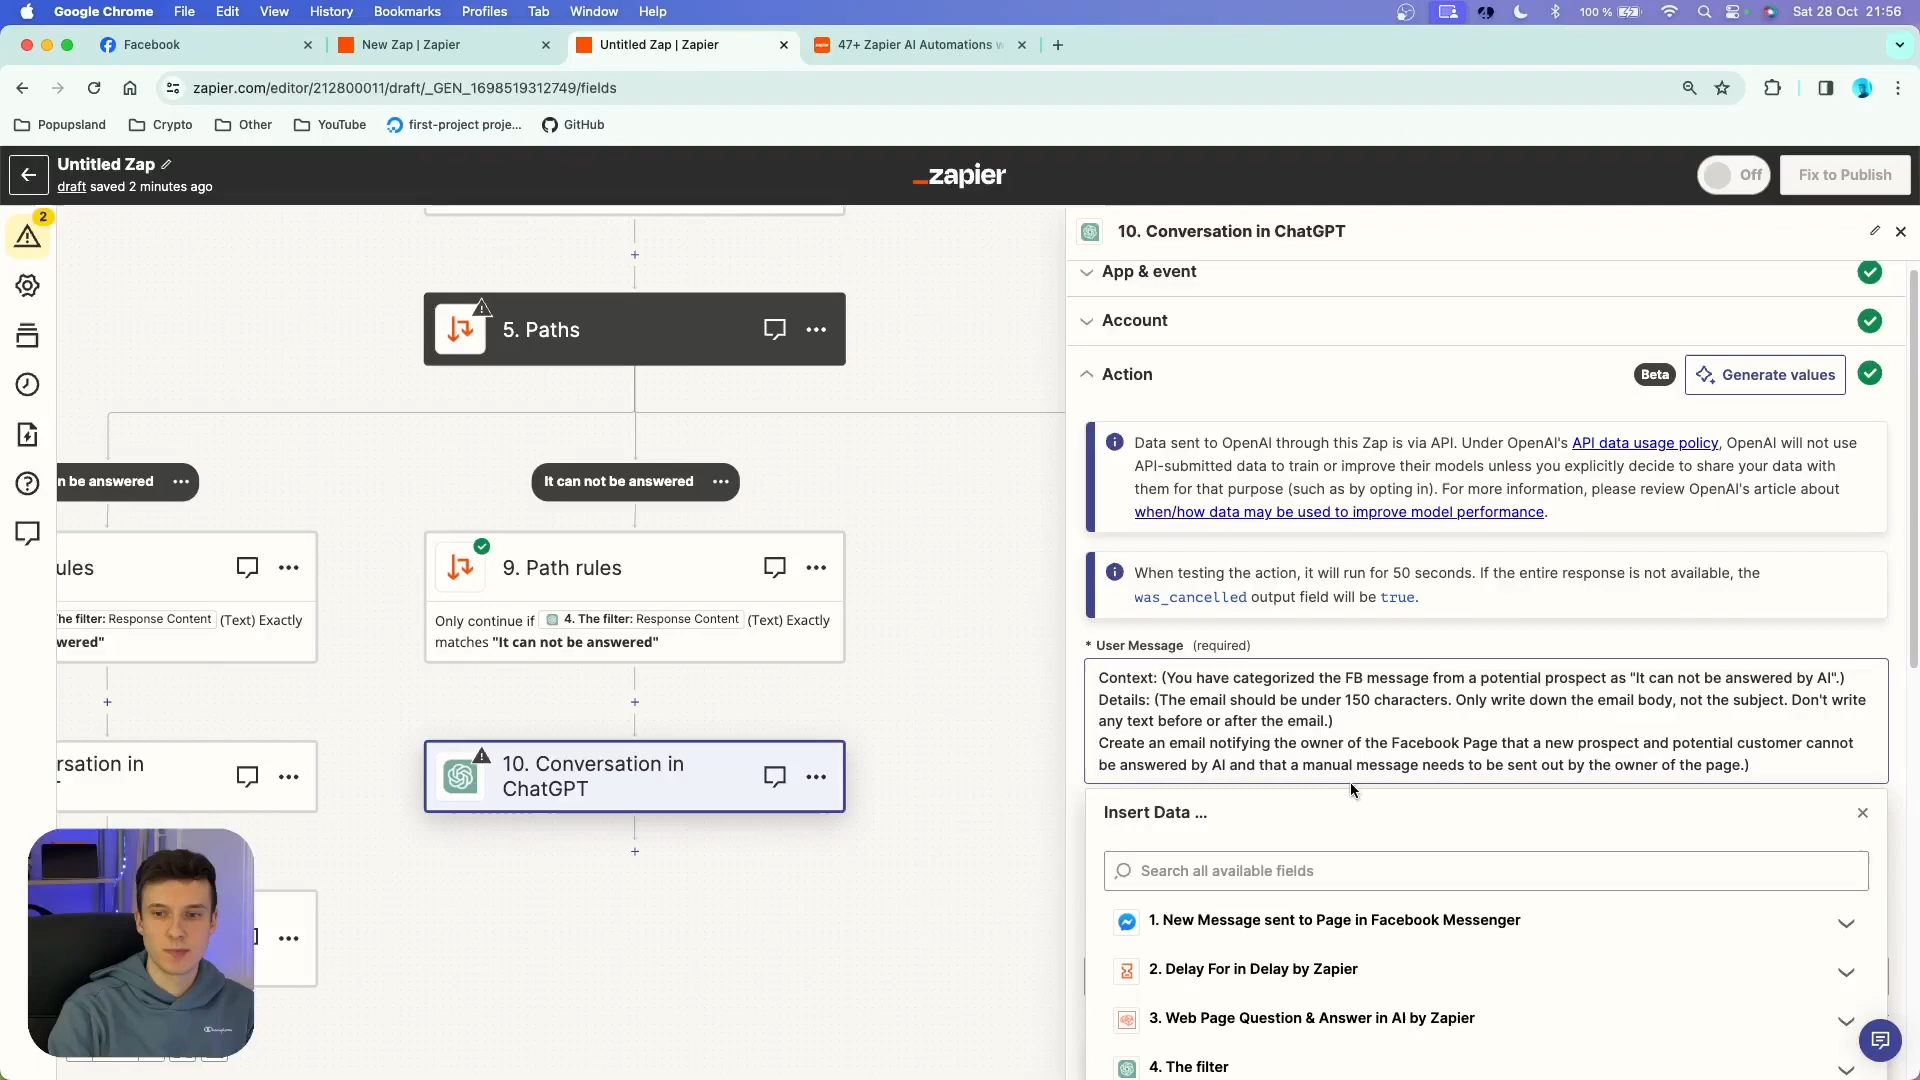 Google Chrome File Edit View History Bookmarks Profiles Tab Window Help 100 % Sat 28 Oct 21:56
Facebook New Zap | Zapier Untitled Zap | Zapier 47+ Zapier AI Automations
zapier.com/editor/212800011/draft/_GEN_1698519312749/fields
Popupsland Crypto Other YouTube first-project proje... GitHub
Untitled Zap
draft saved 2 minutes ago
_zapier
Off
Fix to Publish
2
5. Paths
n be answered
It can not be answered
ules
9. Path rules
he filter: Response Content (Text) Exactly
wered"
Only continue if 4. The filter: Response Content (Text) Exactly
matches "It can not be answered"
rsation in
10. Conversation in
ChatGPT
10. Conversation in ChatGPT
App & event
Account
Action
Beta
Generate values
Data sent to OpenAI through this Zap is via API. Under OpenAI's API data usage policy, OpenAI will not use
API-submitted data to train or improve their models unless you explicitly decide to share your data with
them for that purpose (such as by opting in). For more information, please review OpenAI's article about
when/how data may be used to improve model performance.
When testing the action, it will run for 50 seconds. If the entire response is not available, the
was_cancelled output field will be true.
* User Message (required)
Context: (You have categorized the FB message from a potential prospect as "It can not be answered by AI".)
Details: (The email should be under 150 characters. Only write down the email body, not the subject. Don't write
any text before or after the email.)
Create an email notifying the owner of the Facebook Page that a new prospect and potential customer cannot
be answered by AI and that a manual message needs to be sent out by the owner of the page.)
Insert Data ...
Search all available fields
1. New Message sent to Page in Facebook Messenger
2. Delay For in Delay by Zapier
3. Web Page Question & Answer in AI by Zapier
4. The filter